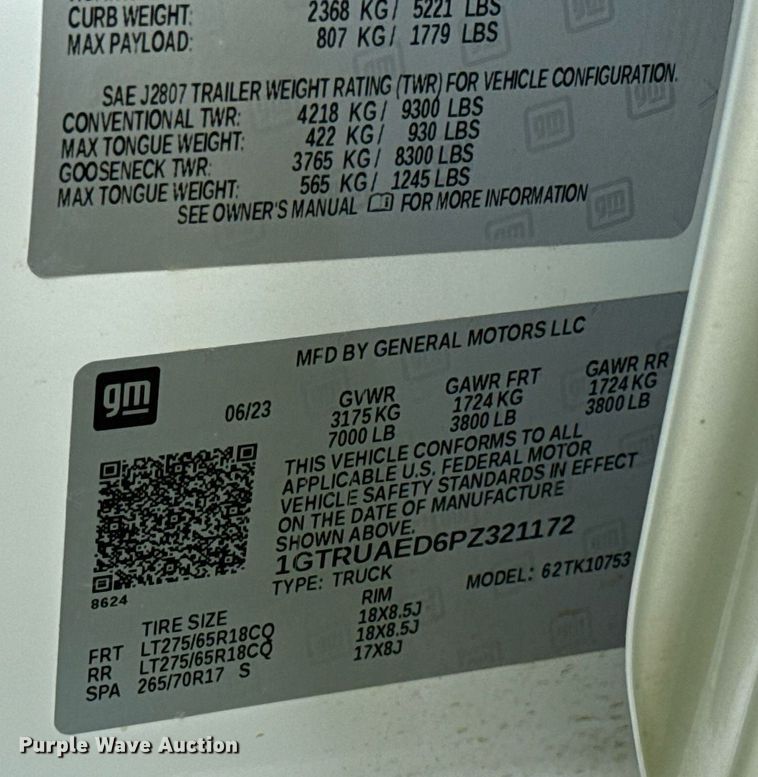 CURB WEIGHT: 2368 KG/ 5221 LBS
MAX PAYLOAD: 807 KG/ 1779 LBS
SAE J2807 TRAILER WEIGHT RATING (TWR) FOR VEHICLE CONFIGURATION.
CONVENTIONAL TWR: 4218 KG/ 9300 LBS
MAX TONGUE WEIGHT: 422 KG/ 930 LBS
GOOSENECK TWR: 3765 KG/ 8300 LBS
MAX TONGUE WEIGHT: 565 KG/ 1245 LBS
SEE OWNER'S MANUAL FOR MORE INFORMATION
MFD BY GENERAL MOTORS LLC
gm
06/23
GVWR GAWR FRT GAWR RR
3175 KG 1724 KG 1724 KG
7000 LB 3800 LB 3800 LB
THIS VEHICLE CONFORMS TO ALL
APPLICABLE U.S. FEDERAL MOTOR
VEHICLE SAFETY STANDARDS IN EFFECT
ON THE DATE OF MANUFACTURE
SHOWN ABOVE.
1GTRUAED6PZ321172
TYPE: TRUCK MODEL: 62TK10753
8624
TIRE SIZE RIM
FRT LT275/65R18CQ 18X8.5J
RR LT275/65R18CQ 18X8.5J
SPA 265/70R17 S 17X8J
Purple Wave Auction